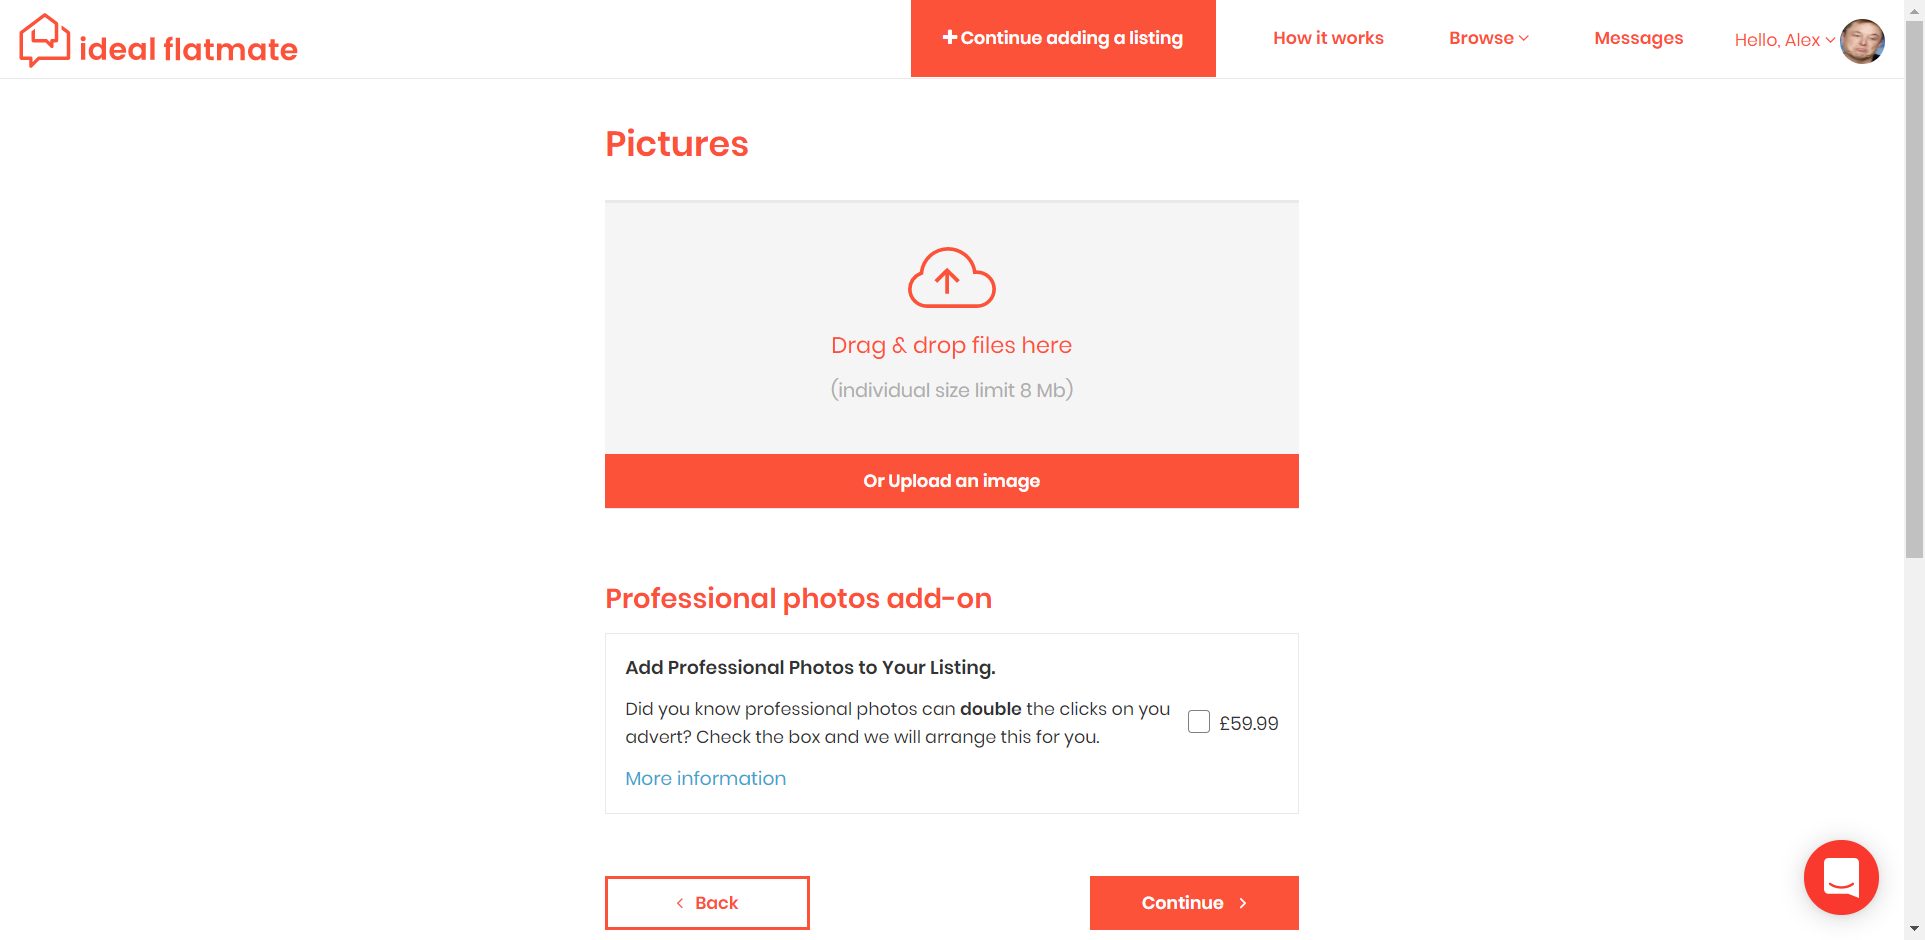 ideal flatmate
Continue adding a listing
How it works
Browse
Messages
Hello, Alex
Pictures
Drag & drop files here
(individual size limit 8 Mb)
Or Upload an image
Professional photos add-on
Add Professional Photos to Your Listing.
Did you know professional photos can double the clicks on you
advert? Check the box and we will arrange this for you.
£59.99
More information
Back
Continue